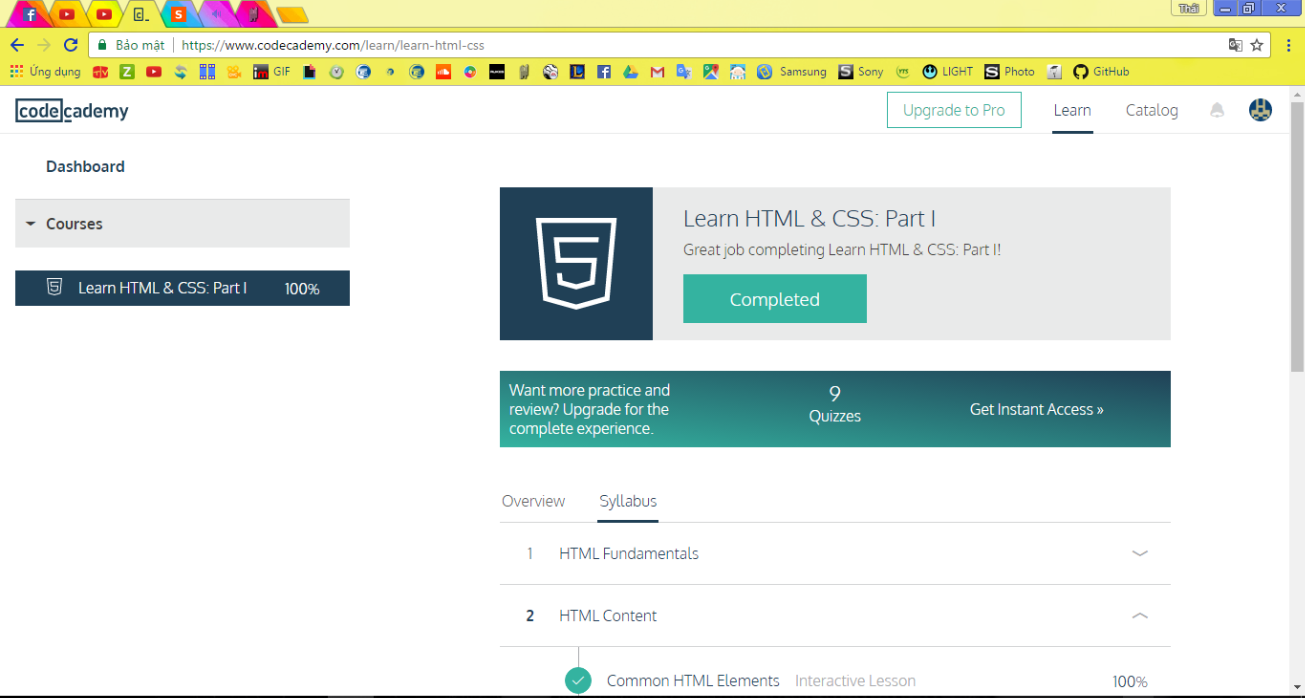 Thái
Bảo mật | https://www.codecademy.com/learn/learn-html-css
Ứng dụng GIF Samsung Sony LIGHT Photo GitHub
codecademy
Upgrade to Pro Learn Catalog
Dashboard
Courses
Learn HTML & CSS: Part I 100%
Learn HTML & CSS: Part I
Great job completing Learn HTML & CSS: Part I!
Completed
Want more practice and
review? Upgrade for the
complete experience.
9
Quizzes
Get Instant Access »
Overview Syllabus
1 HTML Fundamentals
2 HTML Content
Common HTML Elements Interactive Lesson 100%